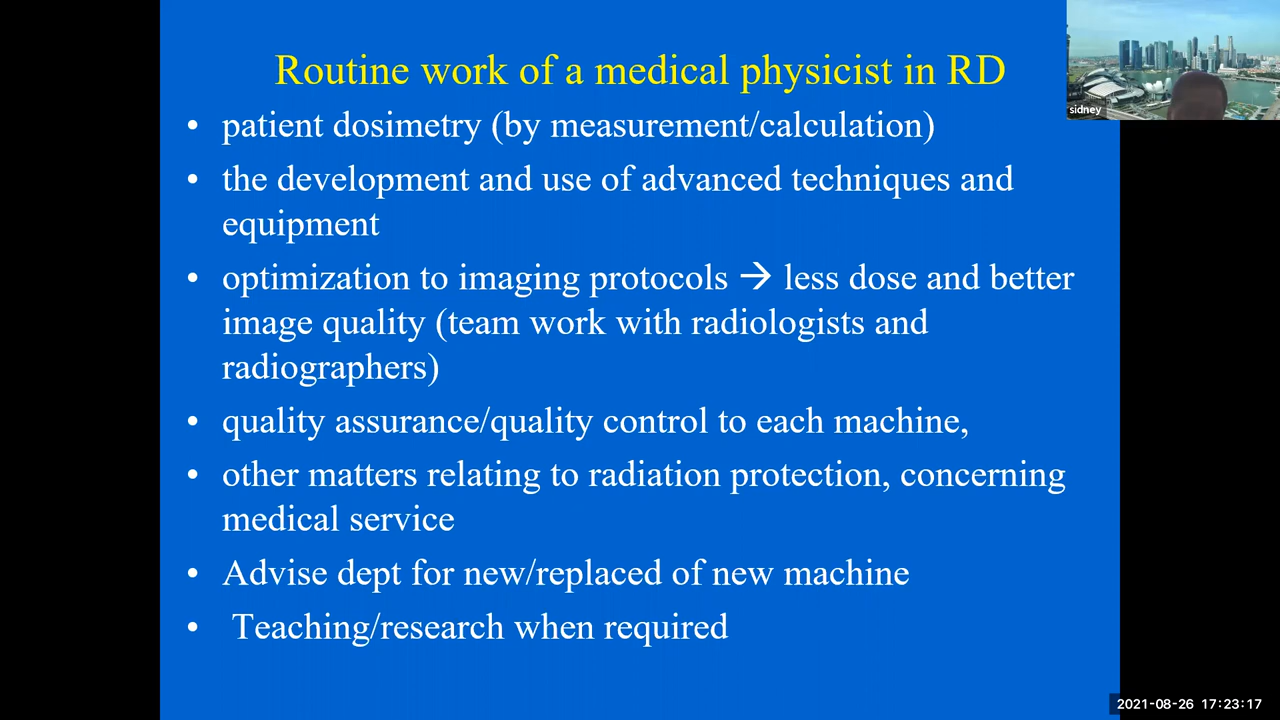 Routine work of a medical physicist in RD
sidney
• patient dosimetry (by measurement/calculation)
• the development and use of advanced techniques and
equipment
• optimization to imaging protocols → less dose and better
image quality (team work with radiologists and
radiographers)
• quality assurance/quality control to each machine,
• other matters relating to radiation protection, concerning
medical service
• Advise dept for new/replaced of new machine
• Teaching/research when required
2021-08-26 17:23:17